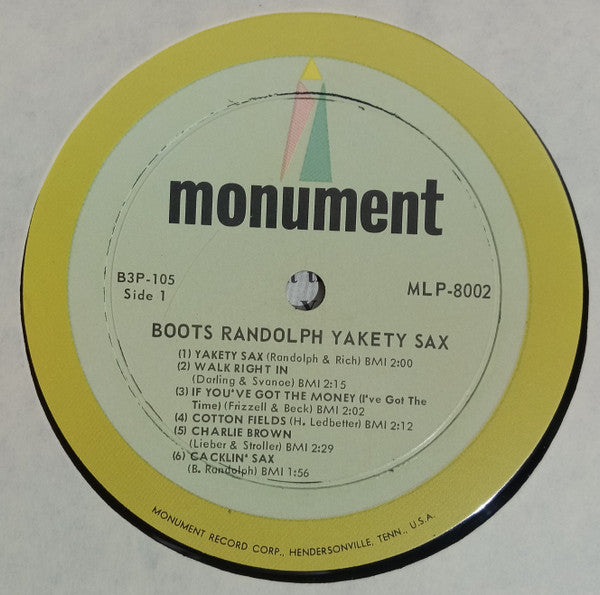 monument
B3P-105
Side 1
MLP-8002
BOOTS RANDOLPH YAKETY SAX
(1) YAKETY SAX (Randolph & Rich) BMI 2:00
(2) WALK RIGHT IN
(Darling & Svanoe) BMI 2:15
(3) IF YOU'VE GOT THE MONEY (I've Got The
Time) (Frizzell & Beck) BMI 2:02
(4) COTTON FIELDS (H. Ledbetter) BMI 2:12
(5) CHARLIE BROWN
(Lieber & Stroller) BMI 2:29
(6) CACKLIN' SAX
(B. Randolph) BMI 1:56
MONUMENT RECORD CORP., HENDERSONVILLE, TENN., U.S.A.